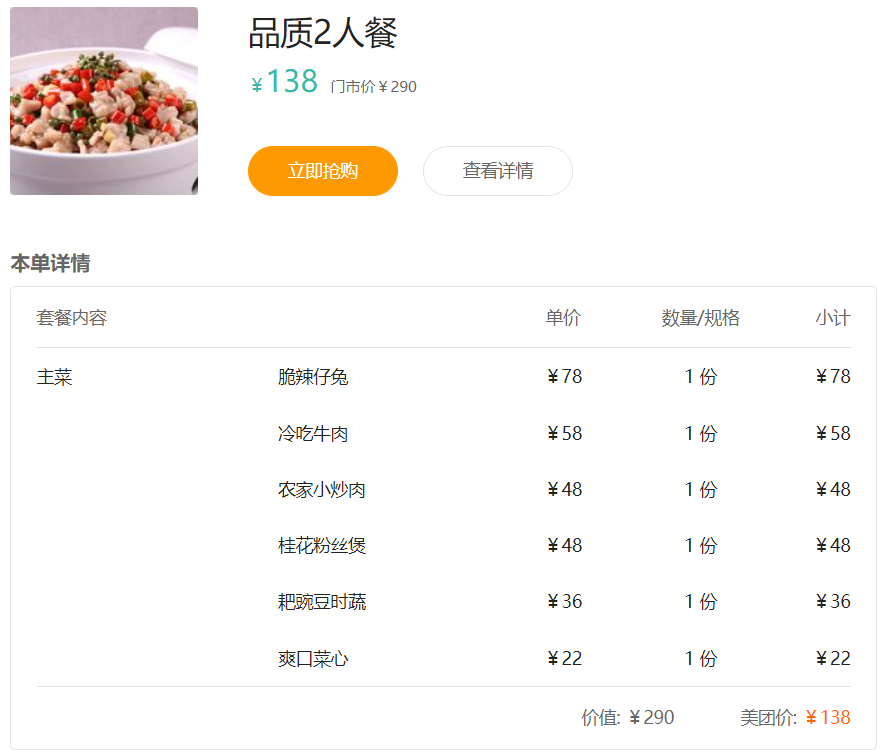 品质2人餐
¥138 门市价¥290
立即抢购 查看详情
本单详情
套餐内容 单价 数量/规格 小计
主菜 脆辣仔兔 ¥78 1 份 ¥78
冷吃牛肉 ¥58 1 份 ¥58
农家小炒肉 ¥48 1 份 ¥48
桂花粉丝煲 ¥48 1 份 ¥48
耙豌豆时蔬 ¥36 1 份 ¥36
爽口菜心 ¥22 1 份 ¥22
价值: ¥290 美团价: ¥138